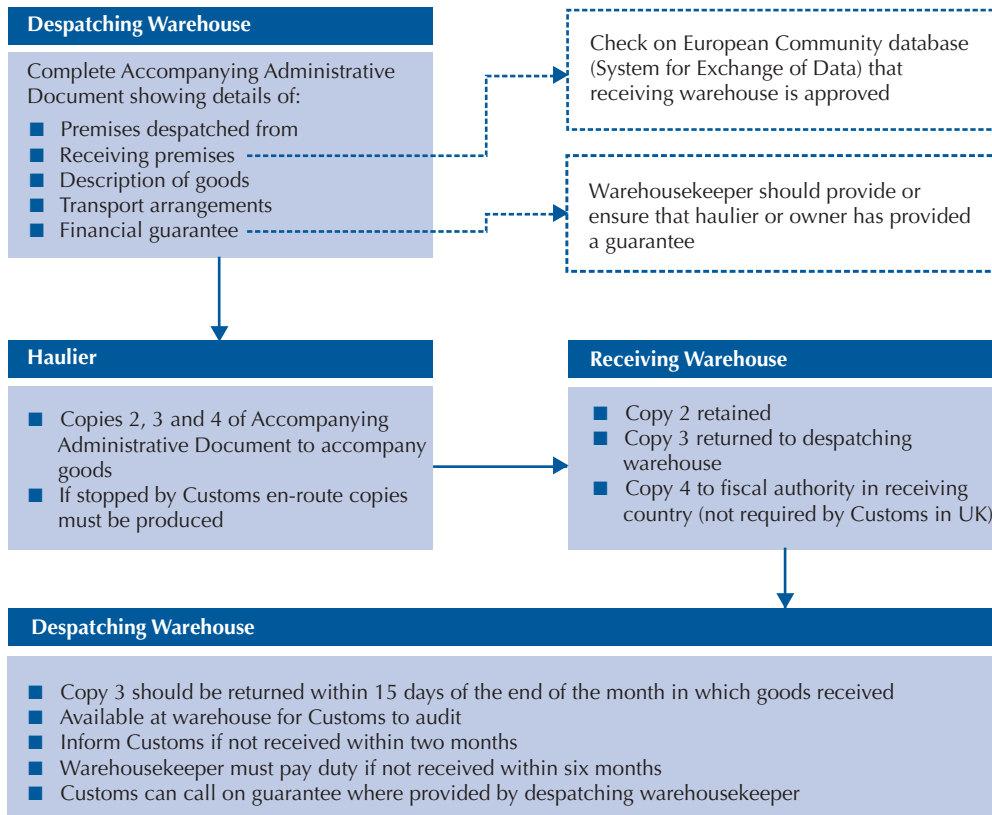 Despatching Warehouse
Complete Accompanying Administrative
Document showing details of:
■ Premises despatched from
■ Receiving premises
■ Description of goods
■ Transport arrangements
■ Financial guarantee
Check on European Community database
(System for Exchange of Data) that
receiving warehouse is approved
Warehousekeeper should provide or
ensure that haulier or owner has provided
a guarantee
Haulier
■ Copies 2, 3 and 4 of Accompanying
Administrative Document to accompany
goods
■ If stopped by Customs en-route copies
must be produced
Receiving Warehouse
■ Copy 2 retained
■ Copy 3 returned to despatching
warehouse
■ Copy 4 to fiscal authority in receiving
country (not required by Customs in UK)
Despatching Warehouse
■ Copy 3 should be returned within 15 days of the end of the month in which goods received
■ Available at warehouse for Customs to audit
■ Inform Customs if not received within two months
■ Warehousekeeper must pay duty if not received within six months
■ Customs can call on guarantee where provided by despatching warehousekeeper